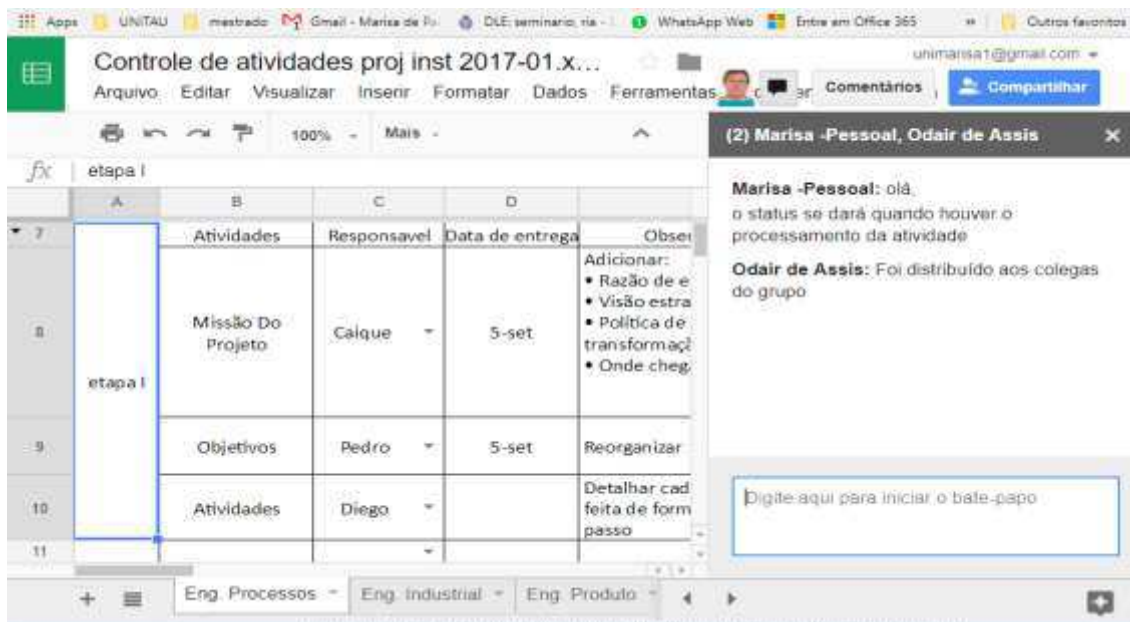 Apps UNITAU mestrado Gmail - Marisa de DLE: seminario, ria - WhatsApp Web Entre em Office 365 » Outros favoritos
Controle de atividades proj inst 2017-01.x...
unimarisa1@gmail.com
Arquivo Editar Visualizar Inserir Formatar Dados Ferramentas
Comentários
Compartilhar
100% Mais
(2) Marisa -Pessoal, Odair de Assis
fx etapa I
A B C D
7 Atividades Responsavel Data de entrega Obser
8 Missão Do Projeto Caique 5-set
Adicionar:
• Razão de e
• Visão estra
• Política de
transformaçã
• Onde cheg
etapa I
9 Objetivos Pedro 5-set Reorganizar
10 Atividades Diego
Detalhar cad
feita de form
passo
11
Marisa -Pessoal: olá,
o status se dará quando houver o
processamento da atividade
Odair de Assis: Foi distribuído aos colegas
do grupo
Digite aqui para iniciar o bate-papo
Eng. Processos Eng. Industrial Eng. Produto